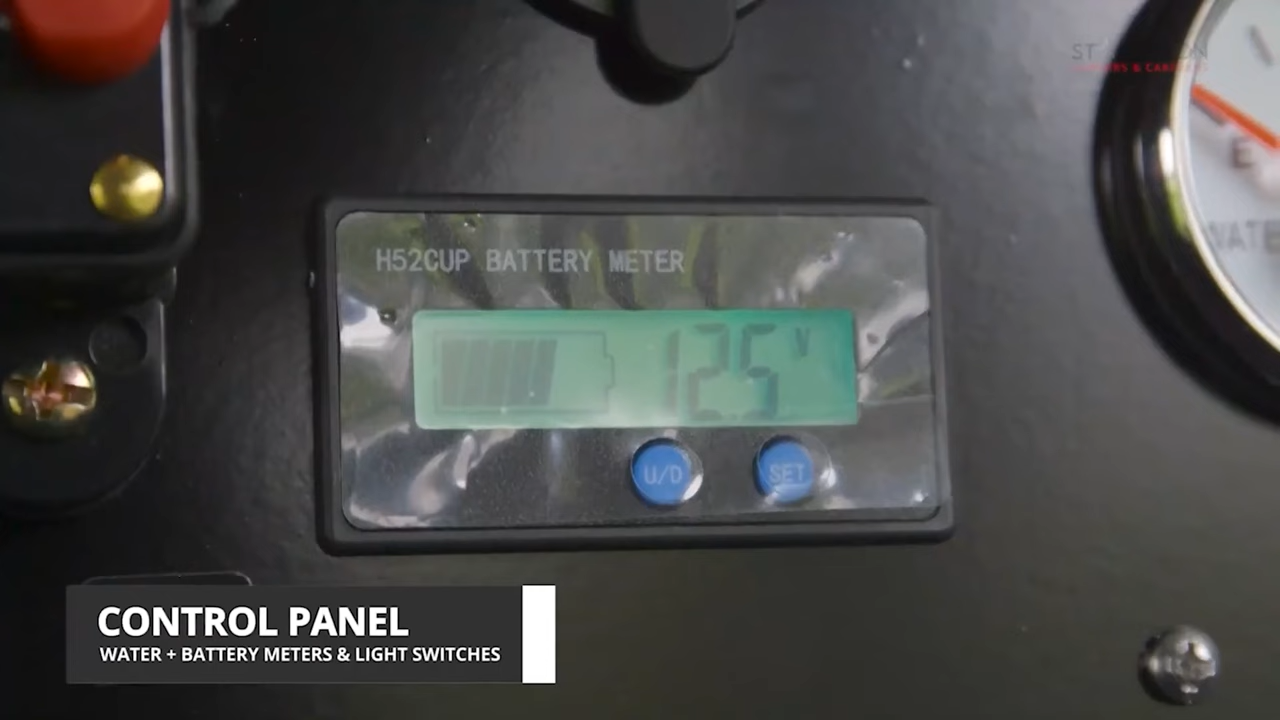 H52CUP BATTERY METER
12.5 V
U/D SET
E
CONTROL PANEL
WATER + BATTERY METERS & LIGHT SWITCHES